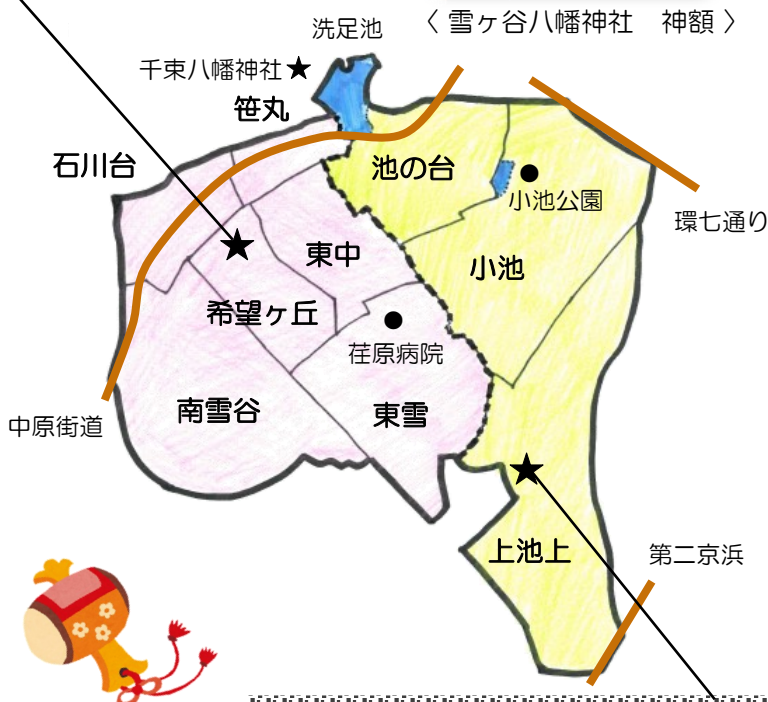 〈 雪ヶ谷八幡神社　神額 〉
洗足池
千束八幡神社
笹丸
石川台
池の台
小池公園
環七通り
東中
小池
希望ヶ丘
荏原病院
南雪谷
東雪
中原街道
上池上
第二京浜